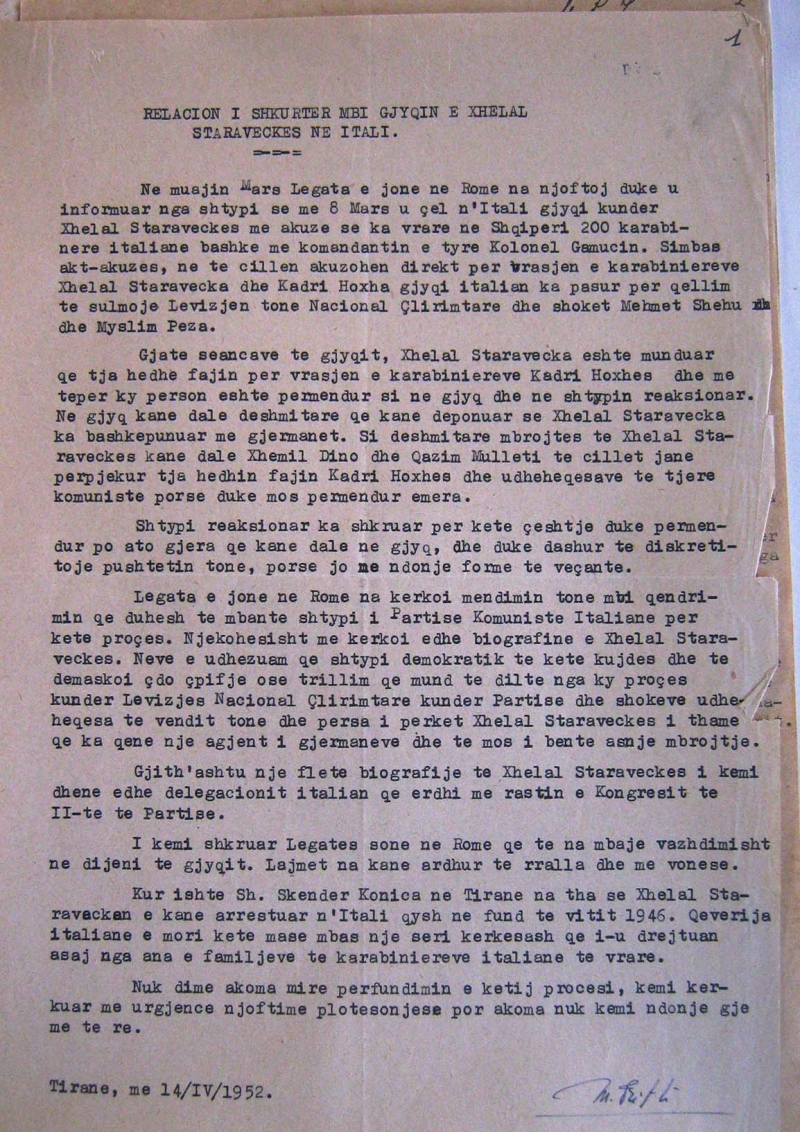 1
RELACION I SHKURTER MBI GJYQIN E XHELAL
STARAVECKES NE ITALI.
=-=-=
Ne muajin Mars Legata e jone ne Rome na njoftoj duke u
informuar nga shtypi se me 8 Mars u çel n'Itali gjyqi kunder
Xhelal Staraveckes me akuze se ka vrare ne Shqiperi 200 karabi-
nere italiane bashke me komandantin e tyre Kolonel Gamucin. Simbas
akt-akuzes, ne te cillen akuzohen direkt per vrasjen e karabiniereve
Xhelal Staravecka dhe Kadri Hoxha gjyqi italian ka pasur per qellim
te sulmoje Levizjen tone Nacional Çlirimtare dhe shoket Mehmet Shehu
dhe Myslim Peza.
Gjate seancave te gjyqit, Xhelal Staravecka eshte munduar
qe tja hedhe fajin per vrasjen e karabiniereve Kadri Hoxhes dhe me
teper ky person eshte permendur si ne gjyq dhe ne shtypin reaksionar.
Ne gjyq kane dale deshmitare qe kane deponuar se Xhelal Staravecka
ka bashkepunuar me gjermanet. Si deshmitare mbrojtes te Xhelal Sta-
raveckes kane dale Xhemil Dino dhe Qazim Mulleti te cillet jane
perpjekur tja hedhin fajin Kadri Hoxhes dhe udheheqesave te tjere
komuniste porse duke mos permendur emera.
Shtypi reaksionar ka shkruar per kete çeshtje duke permen-
dur po ato gjera qe kane dale ne gjyq, dhe duke dashur te diskreti-
toje pushtetin tone, porse jo ne ndonje forme te veçante.
Legata e jone ne Rome na kerkoi mendimin tone mbi qendri-
min qe duhesh te mbante shtypi i Partise Komuniste Italiane per
kete proçes. Njekohesisht me kerkoi edhe biografine e Xhelal Stara-
veckes. Neve e udhezuam qe shtypi demokratik te kete kujdes dhe te
demaskoi çdo çpifje ose trillim qe mund te dilte nga ky proçes
kunder Levizjes Nacional Çlirimtare kunder Partise dhe shokeve udhe-
heqesa te vendit tone dhe persa i perket Xhelal Staraveckes i thame
qe ka qene nje agjent i gjermaneve dhe te mos i bente asnje mbrojtje.
Gjith'ashtu nje flete biografije te Xhelal Staraveckes i kemi
dhene edhe delegacionit italian qe erdhi me rastin e Kongresit te
II-te te Partise.
I kemi shkruar Legates sone ne Rome qe te na mbaje vazhdimisht
ne dijeni te gjyqit. Lajmet na kane ardhur te rralla dhe me vonese.
Kur ishte Sh. Skender Konica ne Tirane na tha se Xhelal Sta-
raveckan e kane arrestuar n'Itali qysh ne fund te vitit 1946. Qeverija
italiane e mori kete mase mbas nje seri kerkesash qe i-u drejtuan
asaj nga ana e familjeve te karabiniereve italiane te vrare.
Nuk dime akoma mire perfundimin e ketij procesi, kemi ker-
kuar me urgjence njoftime plotesonjese por akoma nuk kemi ndonje gje
me te re.
Tirane, me 14/IV/1952.